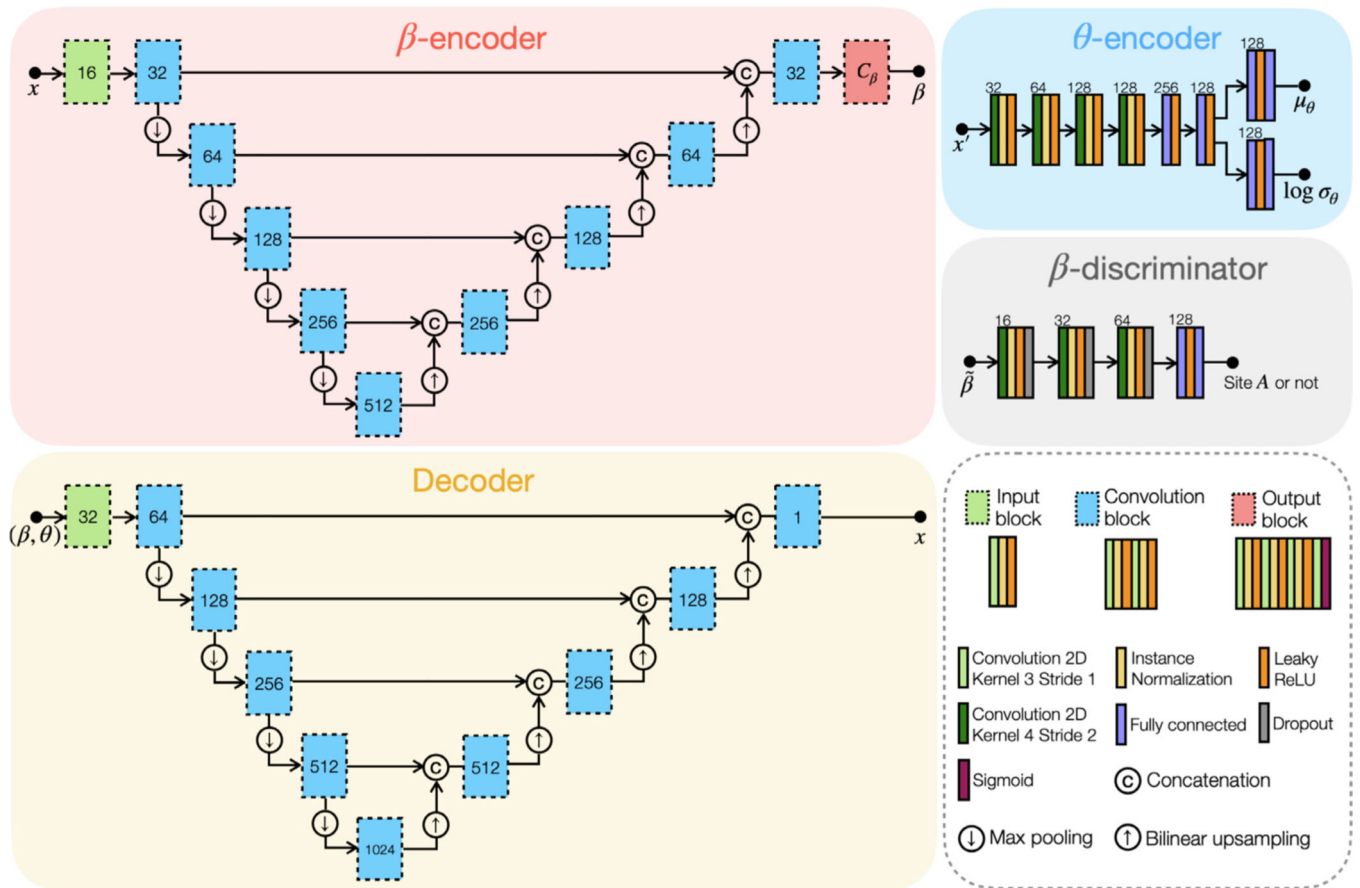 β-encoder
x
16
32
C
32
C_β
β
↓
↑
64
C
64
↓
↑
128
C
128
↓
↑
256
C
256
↓
↑
512
θ-encoder
x′
32
64
128
128
256
128
128
μ_θ
128
log σ_θ
β-discriminator
16
32
64
128
β̃
Site A or not
Decoder
(β, θ)
32
64
C
1
x
↓
↑
128
C
128
↓
↑
256
C
256
↓
↑
512
C
512
↓
↑
1024
Input
block
Convolution
block
Output
block
Convolution 2D
Kernel 3 Stride 1
Instance
Normalization
Leaky
ReLU
Convolution 2D
Kernel 4 Stride 2
Fully connected
Dropout
Sigmoid
C Concatenation
↓ Max pooling
↑ Bilinear upsampling